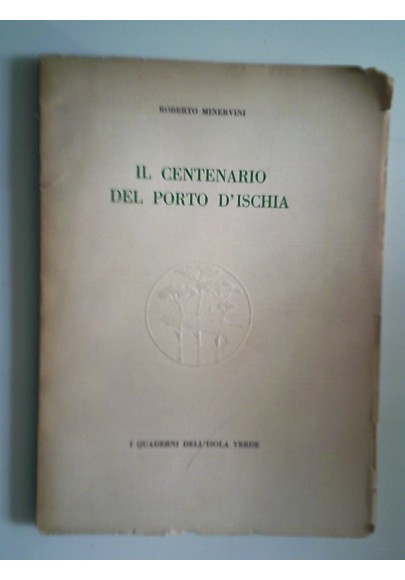 ROBERTO MINERVINI
IL CENTENARIO
DEL PORTO D'ISCHIA
I QUADERNI DELL'ISOLA VERDE